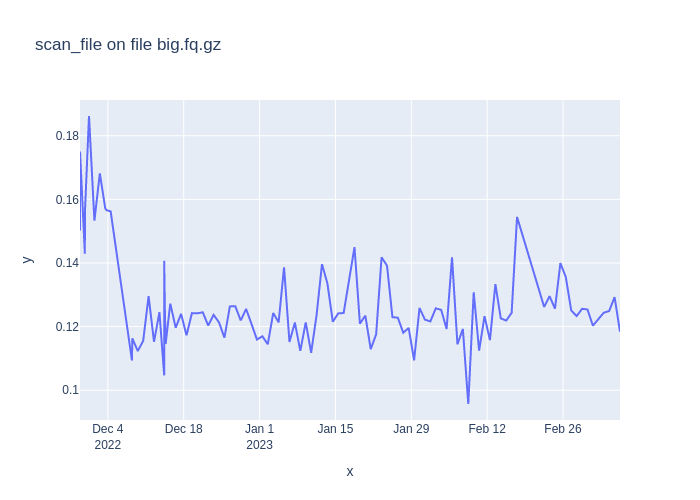 scan_file on file big.fq.gz
0.18
0.16
0.14
0.12
0.1
y
Dec 4
2022
Dec 18
Jan 1
2023
Jan 15
Jan 29
Feb 12
Feb 26
x